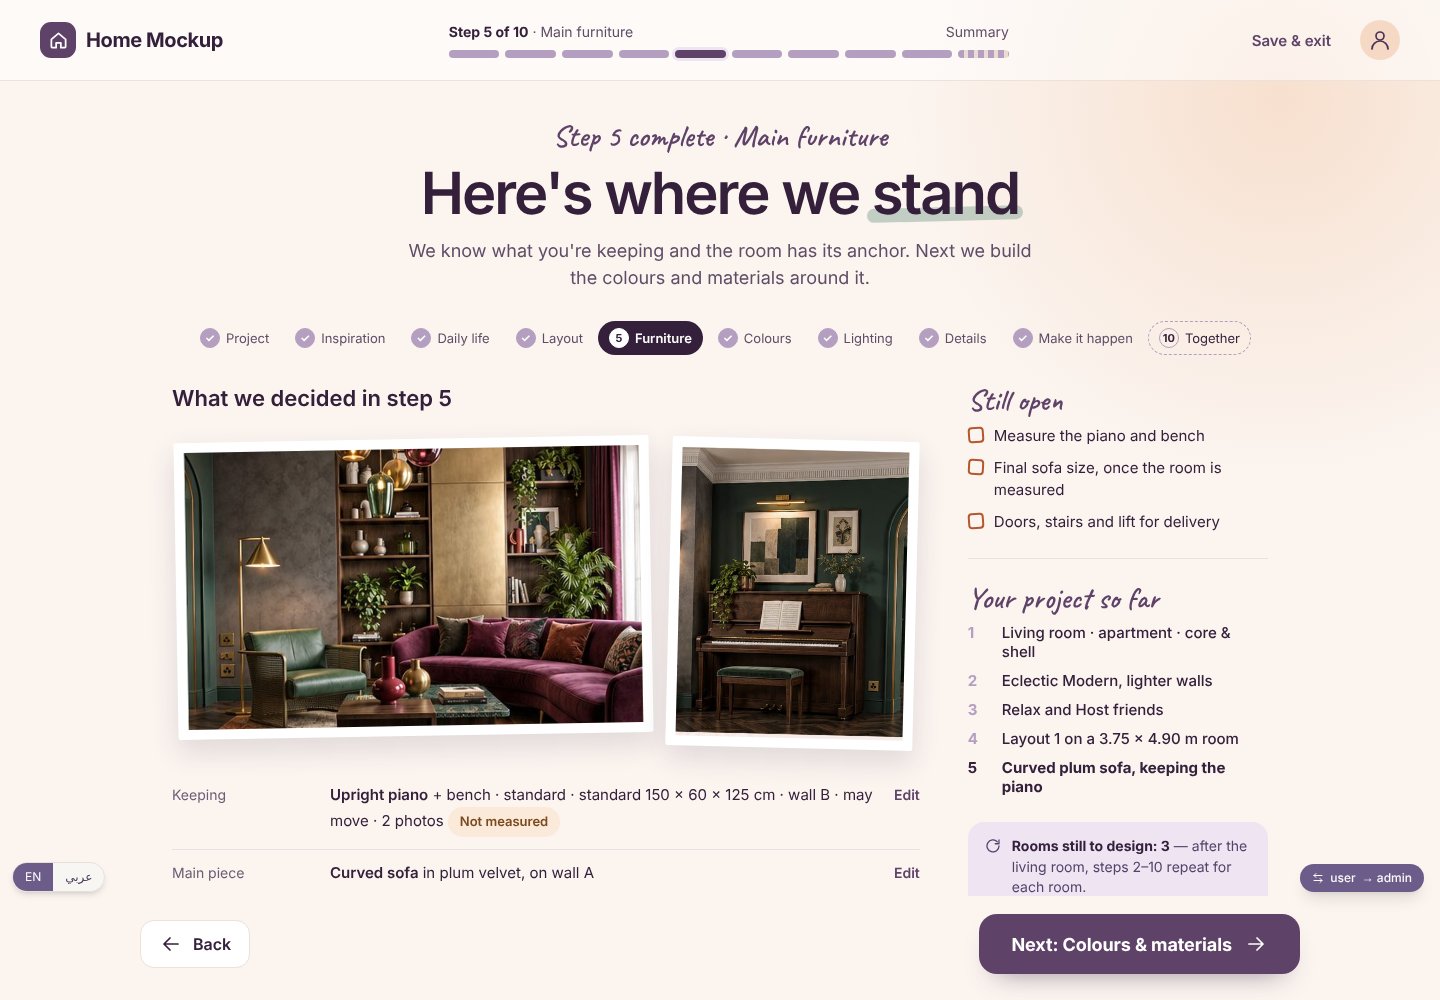 Home Mockup
Step 5 of 10 · Main furniture
Summary
Save & exit
Step 5 complete · Main furniture
Here's where we stand
We know what you're keeping and the room has its anchor. Next we build
the colours and materials around it.
Project
Inspiration
Daily life
Layout
5 Furniture
Colours
Lighting
Details
Make it happen
10 Together
What we decided in step 5
Keeping
Upright piano + bench · standard · standard 150 × 60 × 125 cm · wall B · may
move · 2 photos Not measured
Edit
Main piece
Curved sofa in plum velvet, on wall A
Edit
Still open
Measure the piano and bench
Final sofa size, once the room is
measured
Doors, stairs and lift for delivery
Your project so far
1 Living room · apartment · core &
shell
2 Eclectic Modern, lighter walls
3 Relax and Host friends
4 Layout 1 on a 3.75 × 4.90 m room
5 Curved plum sofa, keeping the
piano
Rooms still to design: 3 — after the
living room, steps 2–10 repeat for
each room.
EN عربي
⇆ user → admin
← Back
Next: Colours & materials →